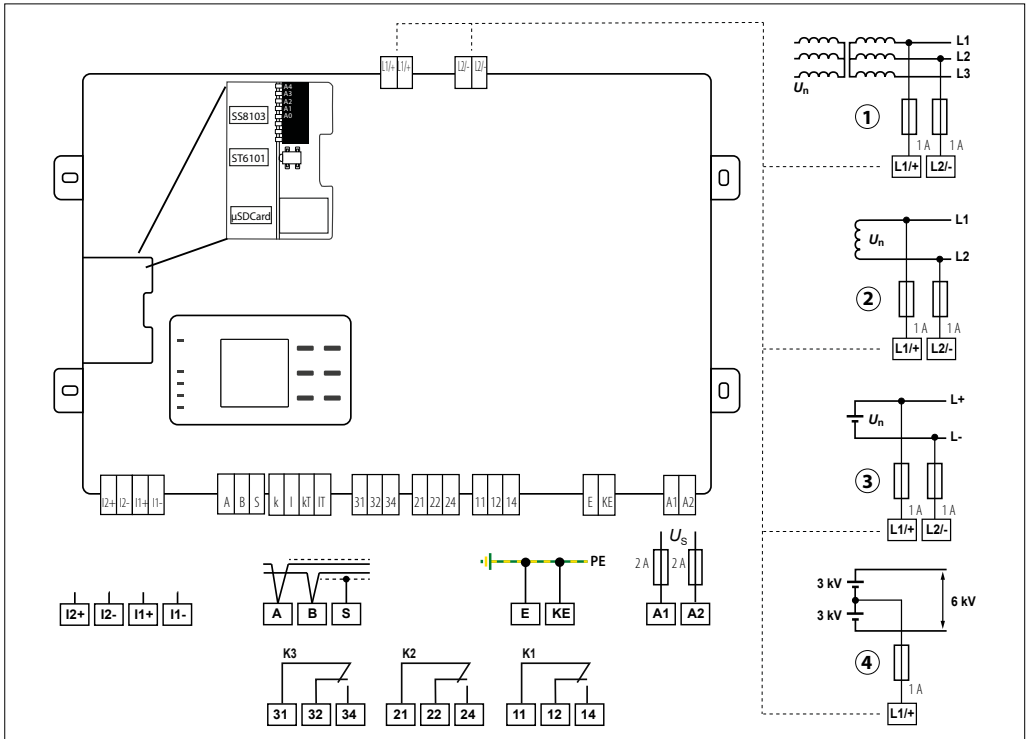 L1/+ L1/+ L2/- L2/-
A4
A3
A2
A1
A0
SS8103
ST6101
µSDCard
I2+ I2- I1+ I1- A B S k l kT lT 31 32 34 21 22 24 11 12 14 E KE A1 A2
I2+ I2- I1+ I1-
A B S
PE
E KE
US
2 A 2 A
A1 A2
K3
31 32 34
K2
21 22 24
K1
11 12 14
L1
L2
L3
Un
1
1 A 1 A
L1/+ L2/-
L1
Un
L2
2
1 A 1 A
L1/+ L2/-
L+
Un
L-
3
1 A 1 A
L1/+ L2/-
3 kV
6 kV
3 kV
4
1 A
L1/+